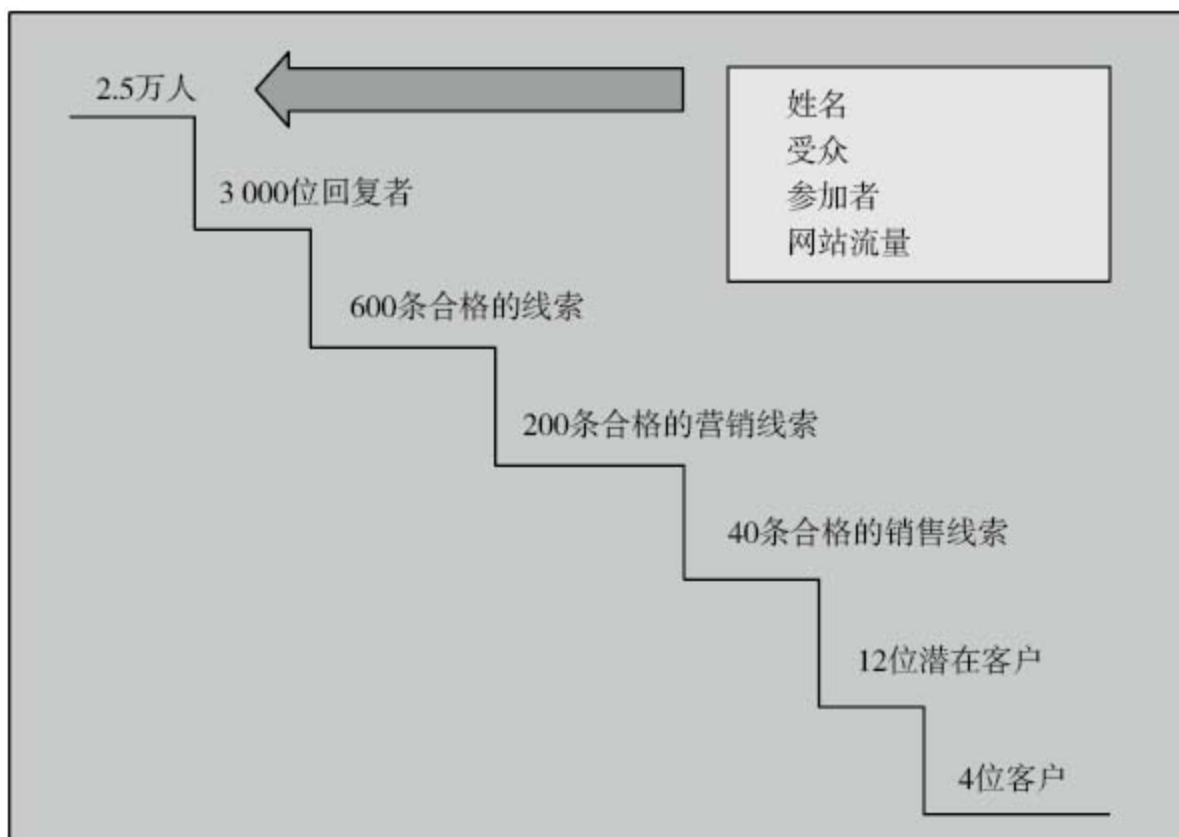 2.5万人
姓名
受众
参加者
网站流量
3 000位回复者
600条合格的线索
200条合格的营销线索
40条合格的销售线索
12位潜在客户
4位客户